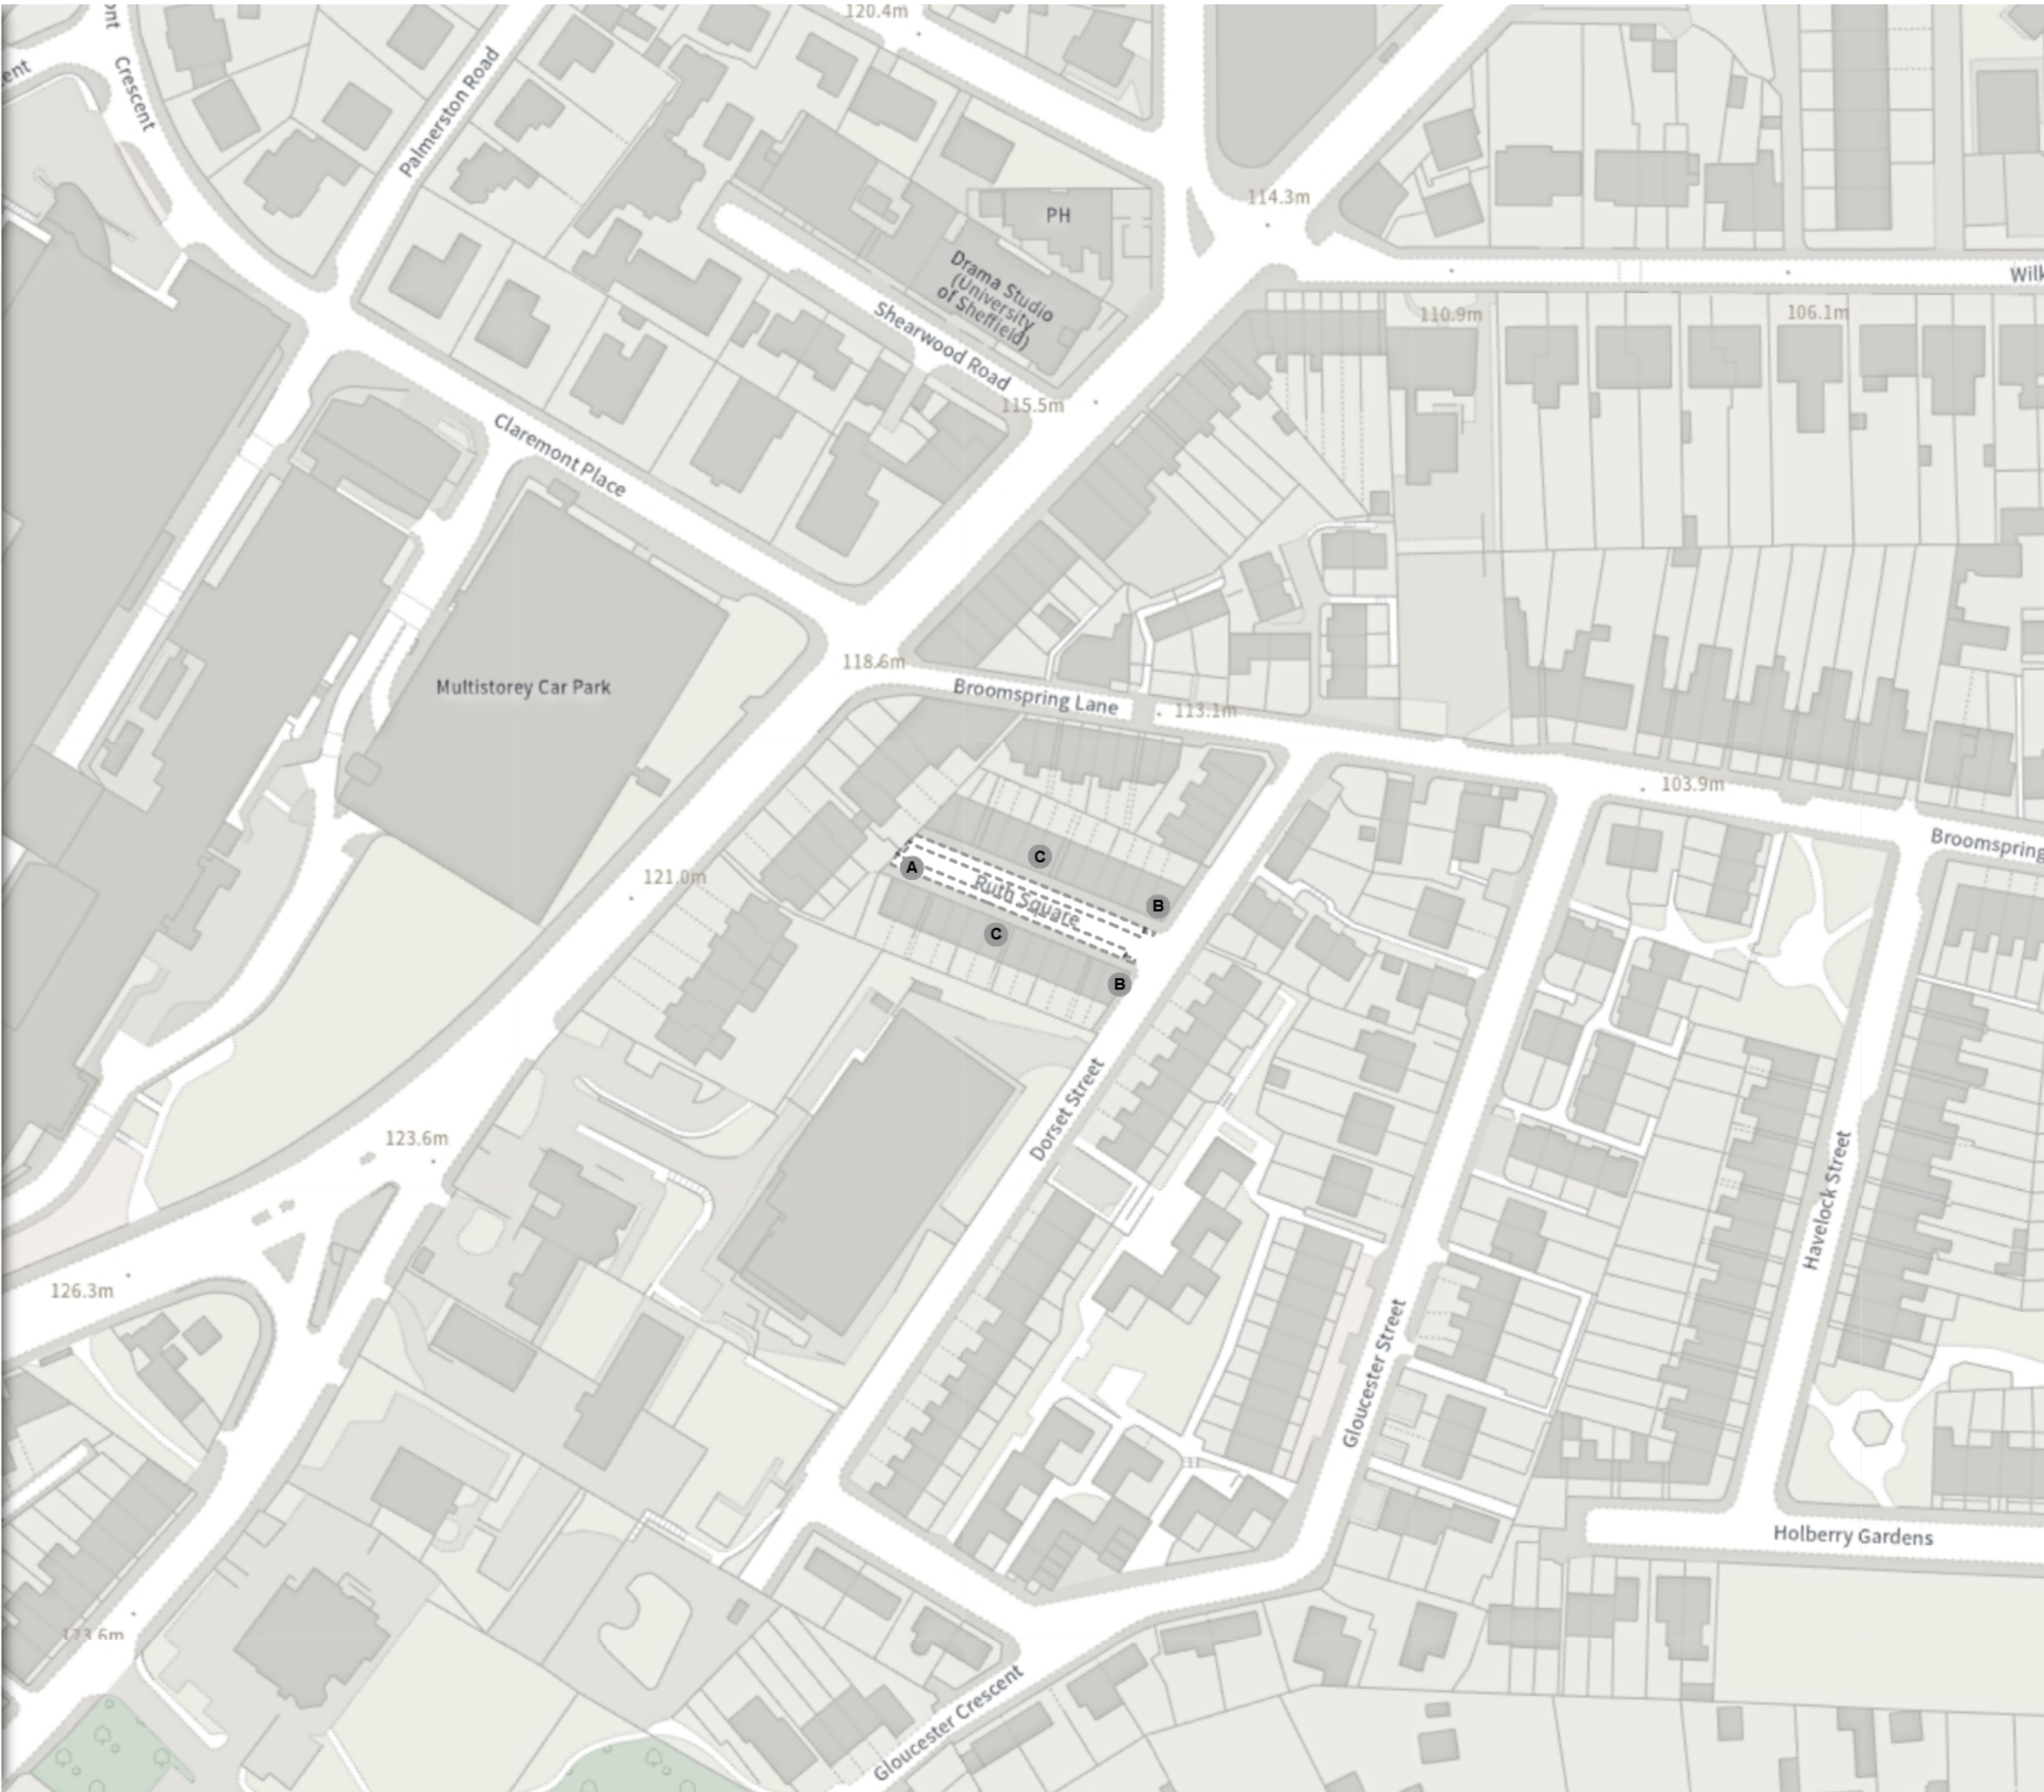 120.4m
Crescent
Palmerston Road
PH
114.3m
Drama Studio
(University
of Sheffield)
Shearwood Road
115.5m
110.9m
106.1m
Claremont Place
118.6m
Multistorey Car Park
Broomspring Lane
113.1m
103.9m
Broomspring
121.0m
A
C
Ruth Square
B
C
B
123.6m
Dorset Street
Havelock Street
126.3m
Gloucester Street
Holberry Gardens
123.6m
Gloucester Crescent